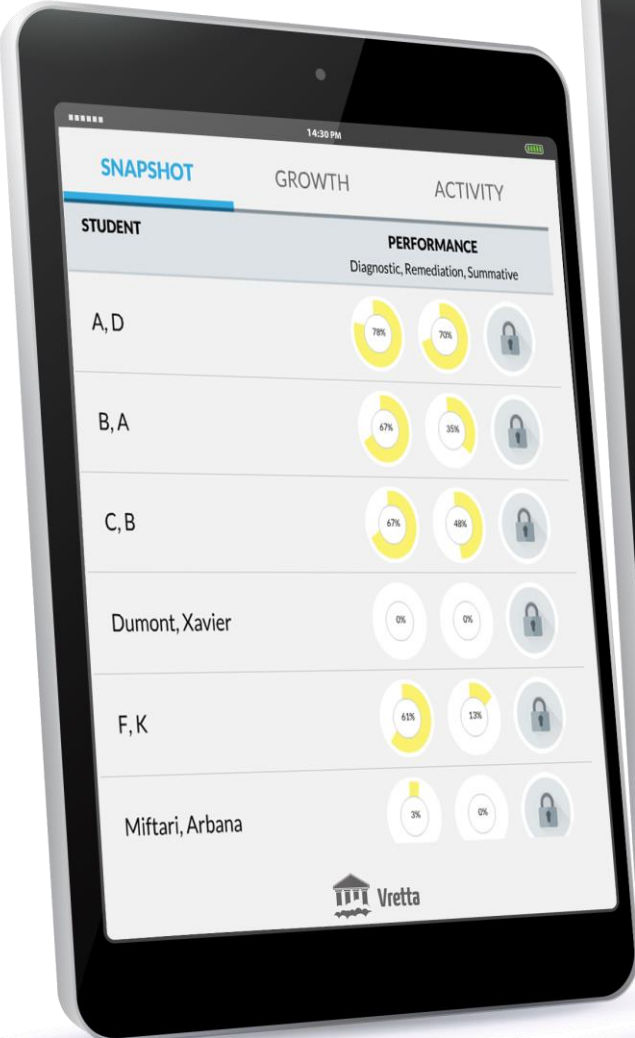 14:30 PM
SNAPSHOT GROWTH ACTIVITY
STUDENT PERFORMANCE
Diagnostic, Remediation, Summative
A, D 78% 70%
B, A 67% 35%
C, B 67% 48%
Dumont, Xavier 0% 0%
F, K 61% 13%
Miftari, Arbana 3% 0%
Vretta